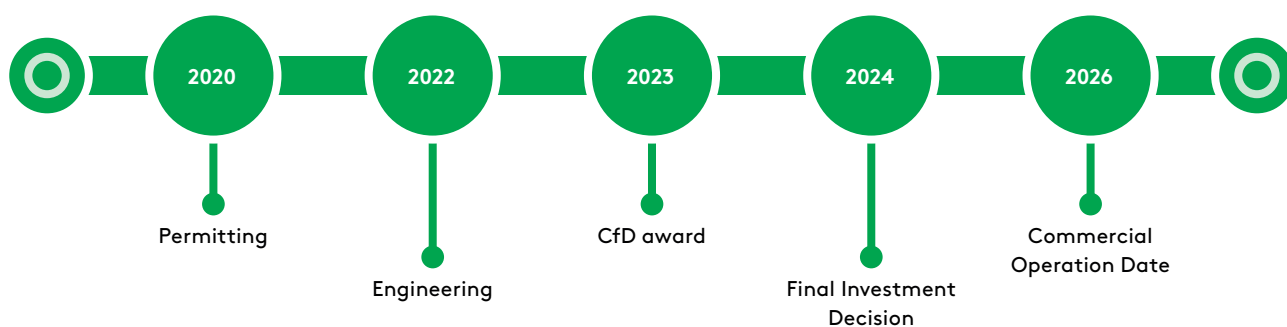 2020
2022
2023
2024
2026
Permitting
Engineering
CfD award
Final Investment
Decision
Commercial
Operation Date